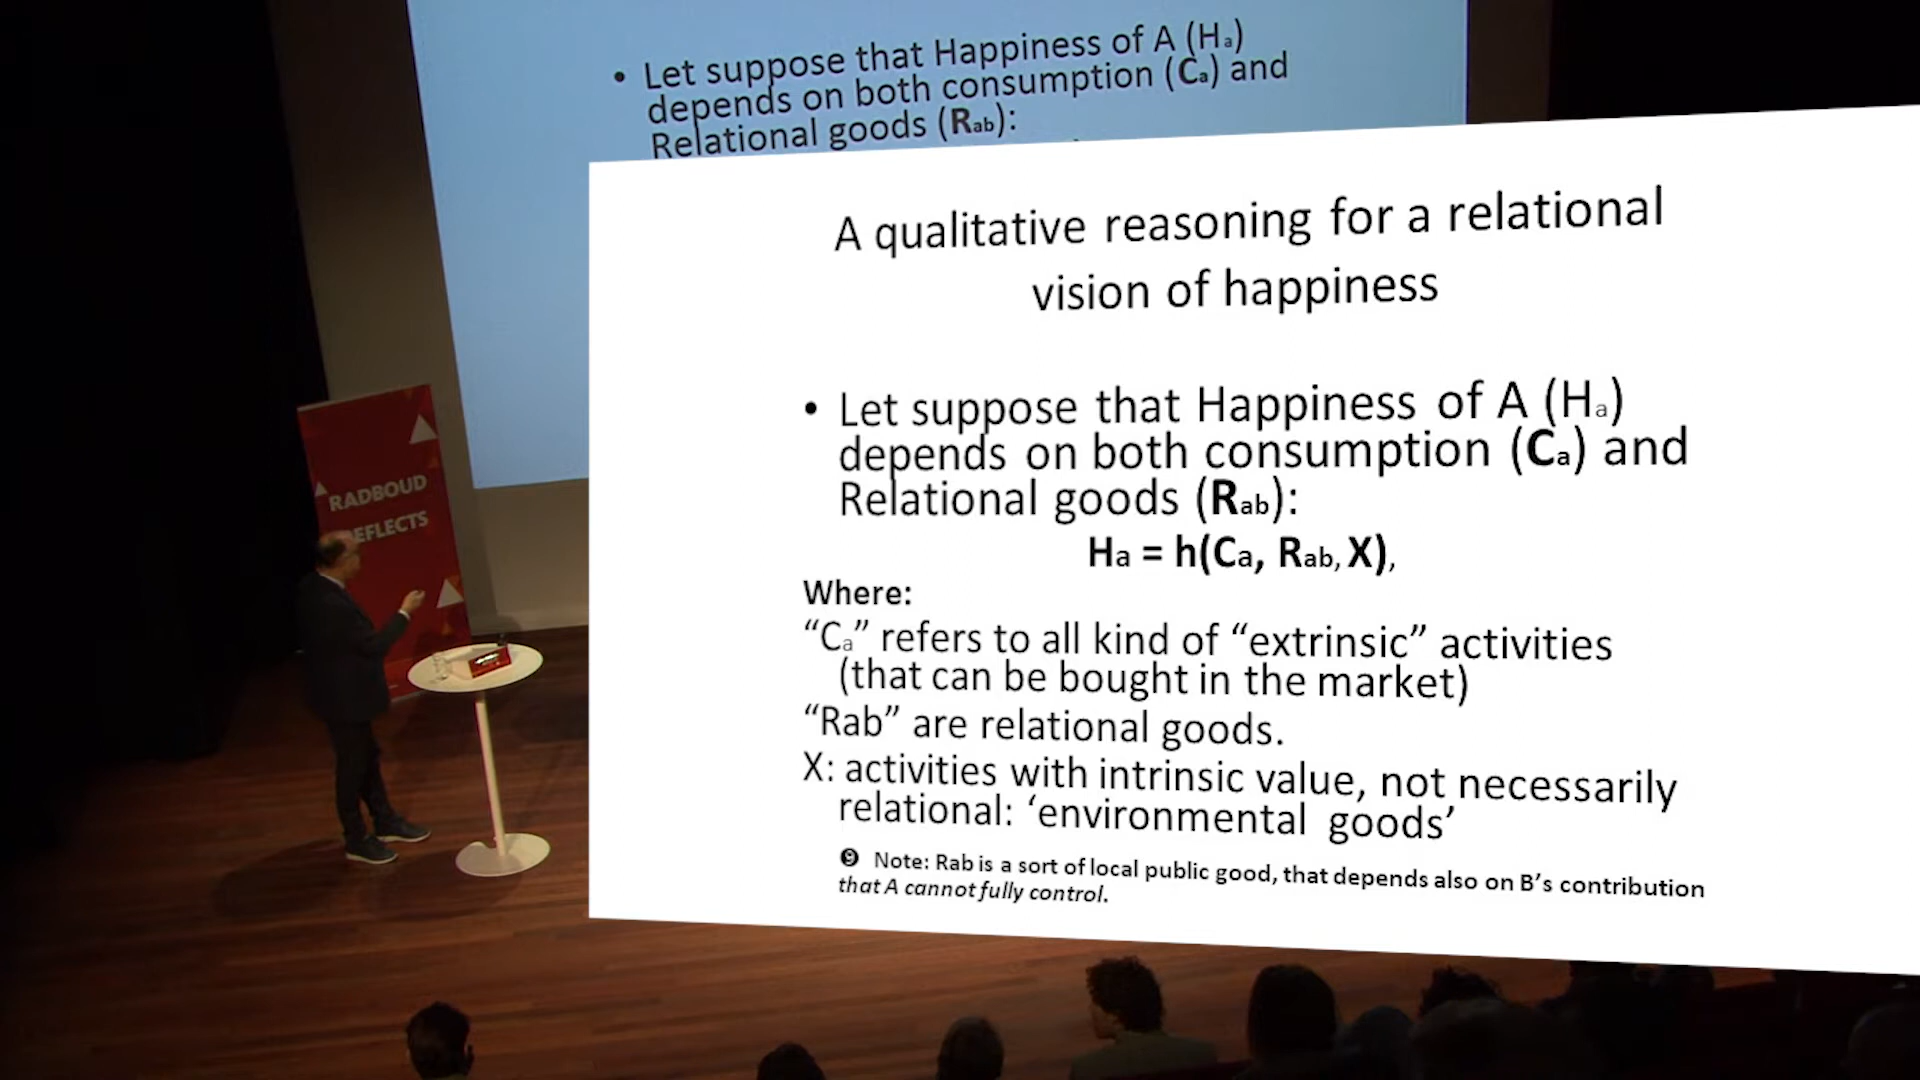 • Let suppose that Happiness of A (Ha)
depends on both consumption (Ca) and
Relational goods (Rab):
A qualitative reasoning for a relational
vision of happiness
• Let suppose that Happiness of A (Ha)
depends on both consumption (Ca) and
Relational goods (Rab):
Ha = h(Ca, Rab, X),
Where:
“Ca” refers to all kind of “extrinsic” activities
(that can be bought in the market)
“Rab” are relational goods.
X: activities with intrinsic value, not necessarily
relational: ‘environmental goods’
❾ Note: Rab is a sort of local public good, that depends also on B’s contribution
that A cannot fully control.
RADBOUD
REFLECTS